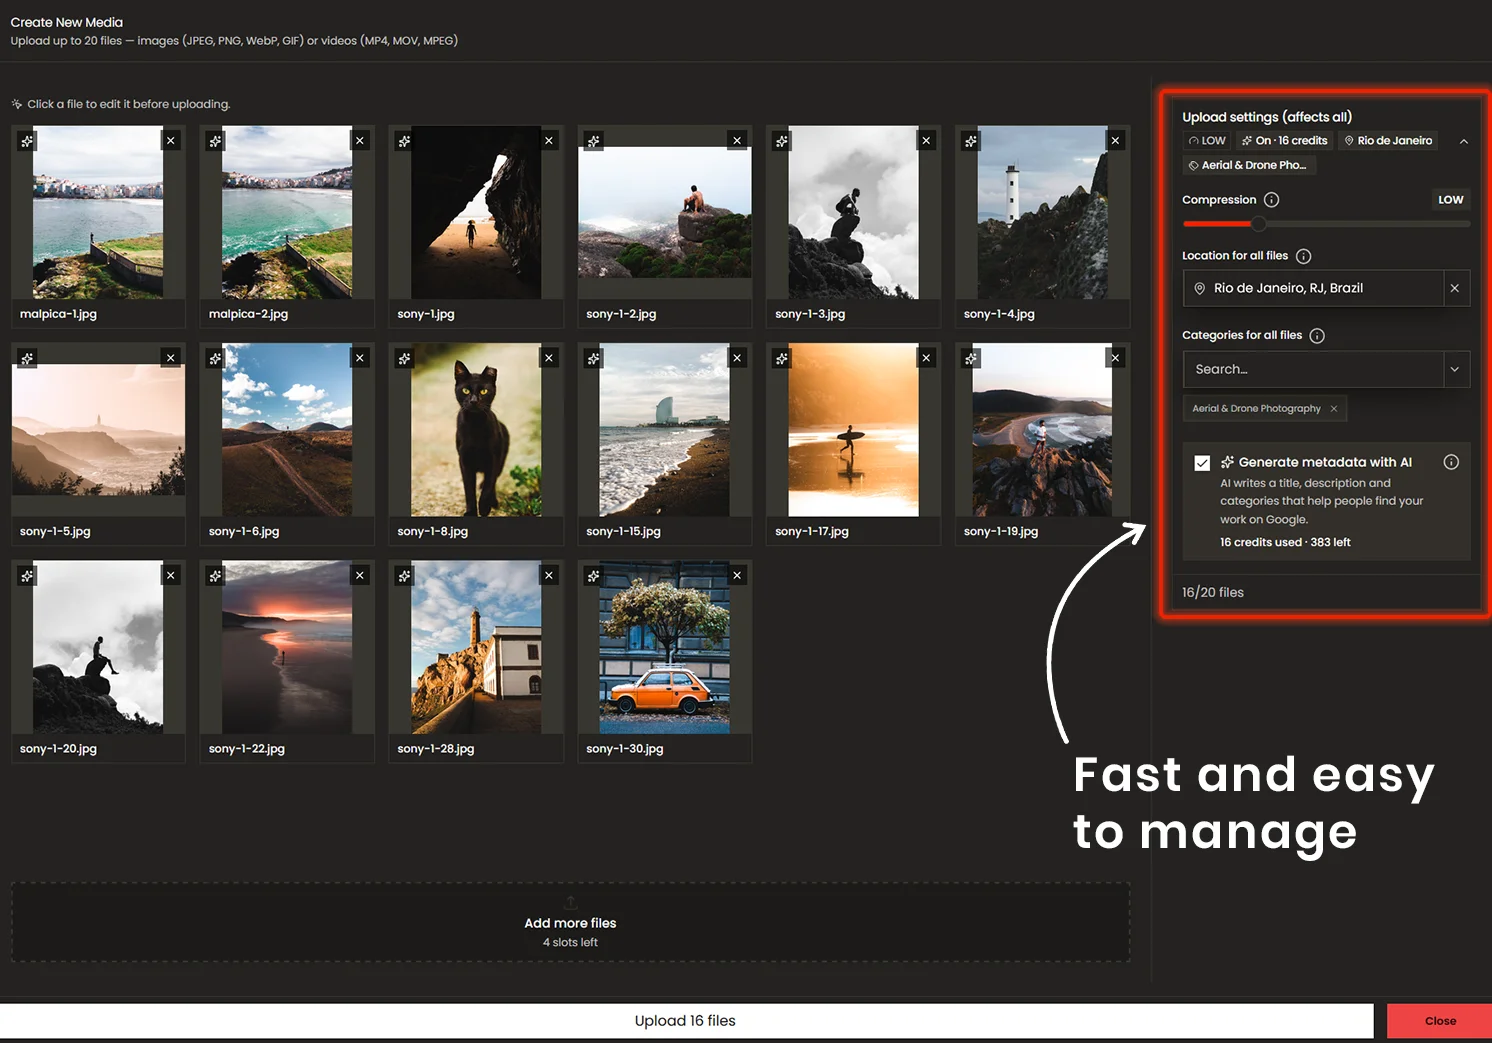 Create New Media
Upload up to 20 files — images (JPEG, PNG, WebP, GIF) or videos (MP4, MOV, MPEG)
Click a file to edit it before uploading.
malpica-1.jpg
malpica-2.jpg
sony-1.jpg
sony-1-2.jpg
sony-1-3.jpg
sony-1-4.jpg
sony-1-5.jpg
sony-1-6.jpg
sony-1-8.jpg
sony-1-15.jpg
sony-1-17.jpg
sony-1-19.jpg
sony-1-20.jpg
sony-1-22.jpg
sony-1-28.jpg
sony-1-30.jpg
Add more files
4 slots left
Upload settings (affects all)
LOW
On · 16 credits
Rio de Janeiro
Aerial & Drone Pho...
Compression
LOW
Location for all files
Rio de Janeiro, RJ, Brazil
Categories for all files
Search...
Aerial & Drone Photography
Generate metadata with AI
AI writes a title, description and
categories that help people find your
work on Google.
16 credits used · 383 left
16/20 files
Fast and easy
to manage
Upload 16 files
Close